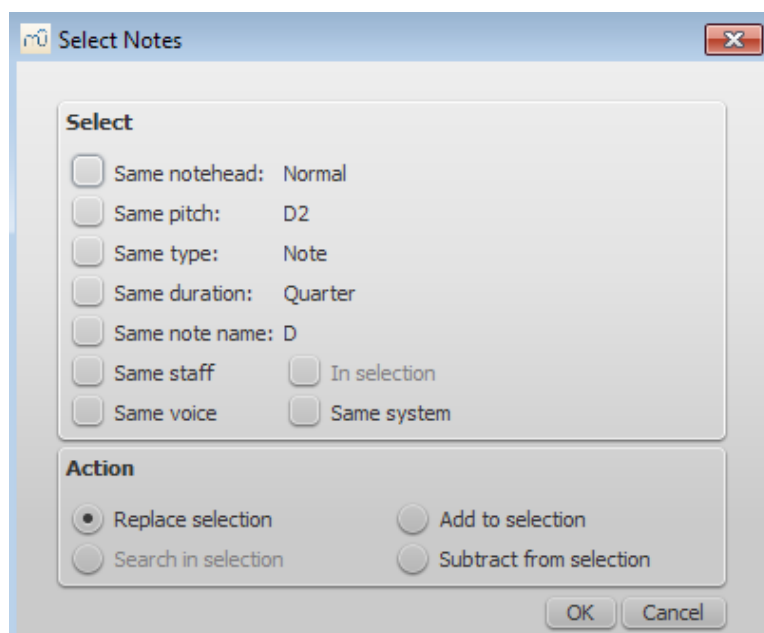 Select Notes
Select
Same notehead: Normal
Same pitch: D2
Same type: Note
Same duration: Quarter
Same note name: D
Same staff In selection
Same voice Same system
Action
Replace selection Add to selection
Search in selection Subtract from selection
OK Cancel